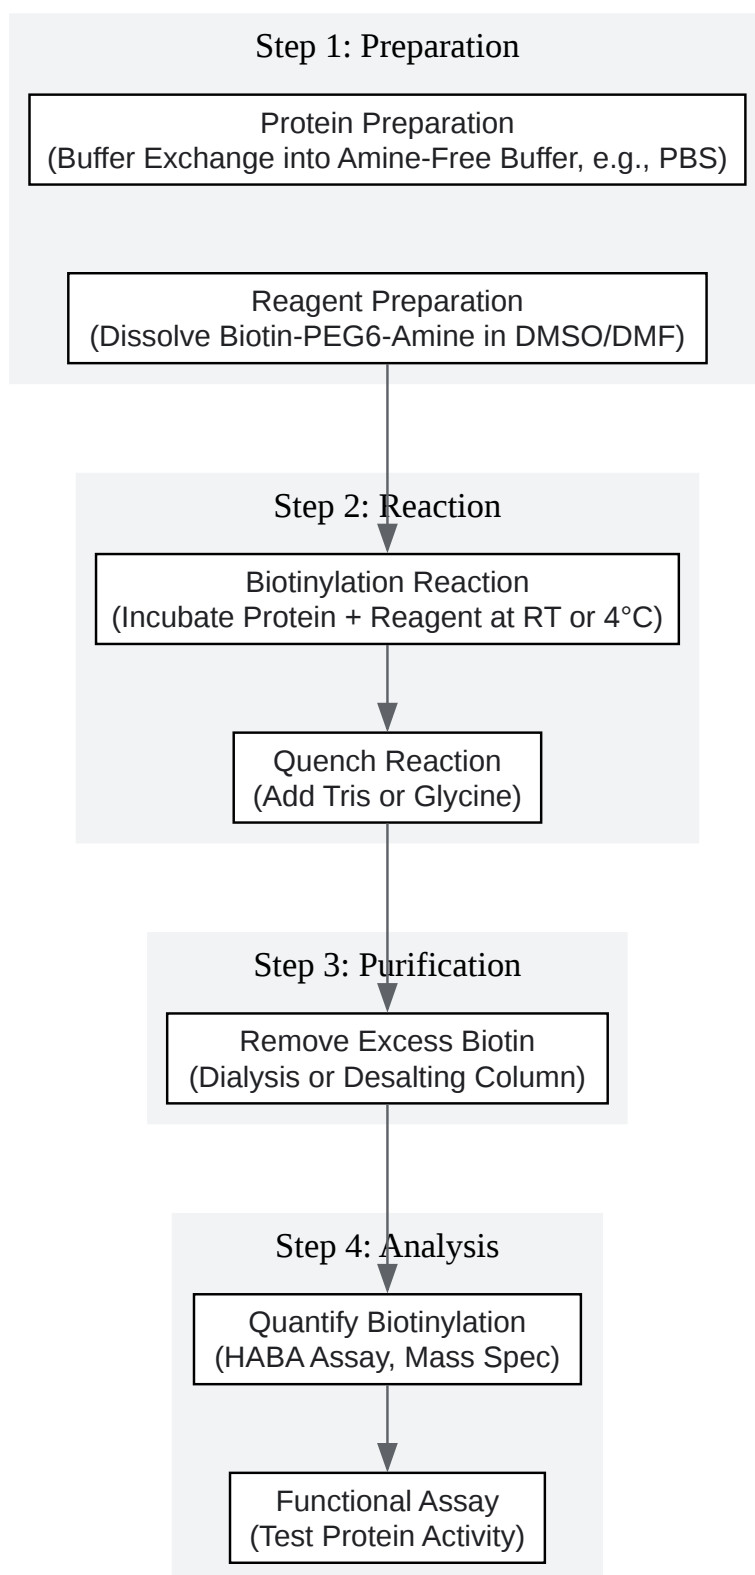 Step 1: Preparation
Protein Preparation
(Buffer Exchange into Amine-Free Buffer, e.g., PBS)
Reagent Preparation
(Dissolve Biotin-PEG6-Amine in DMSO/DMF)
Step 2: Reaction
Biotinylation Reaction
(Incubate Protein + Reagent at RT or 4°C)
Quench Reaction
(Add Tris or Glycine)
Step 3: Purification
Remove Excess Biotin
(Dialysis or Desalting Column)
Step 4: Analysis
Quantify Biotinylation
(HABA Assay, Mass Spec)
Functional Assay
(Test Protein Activity)